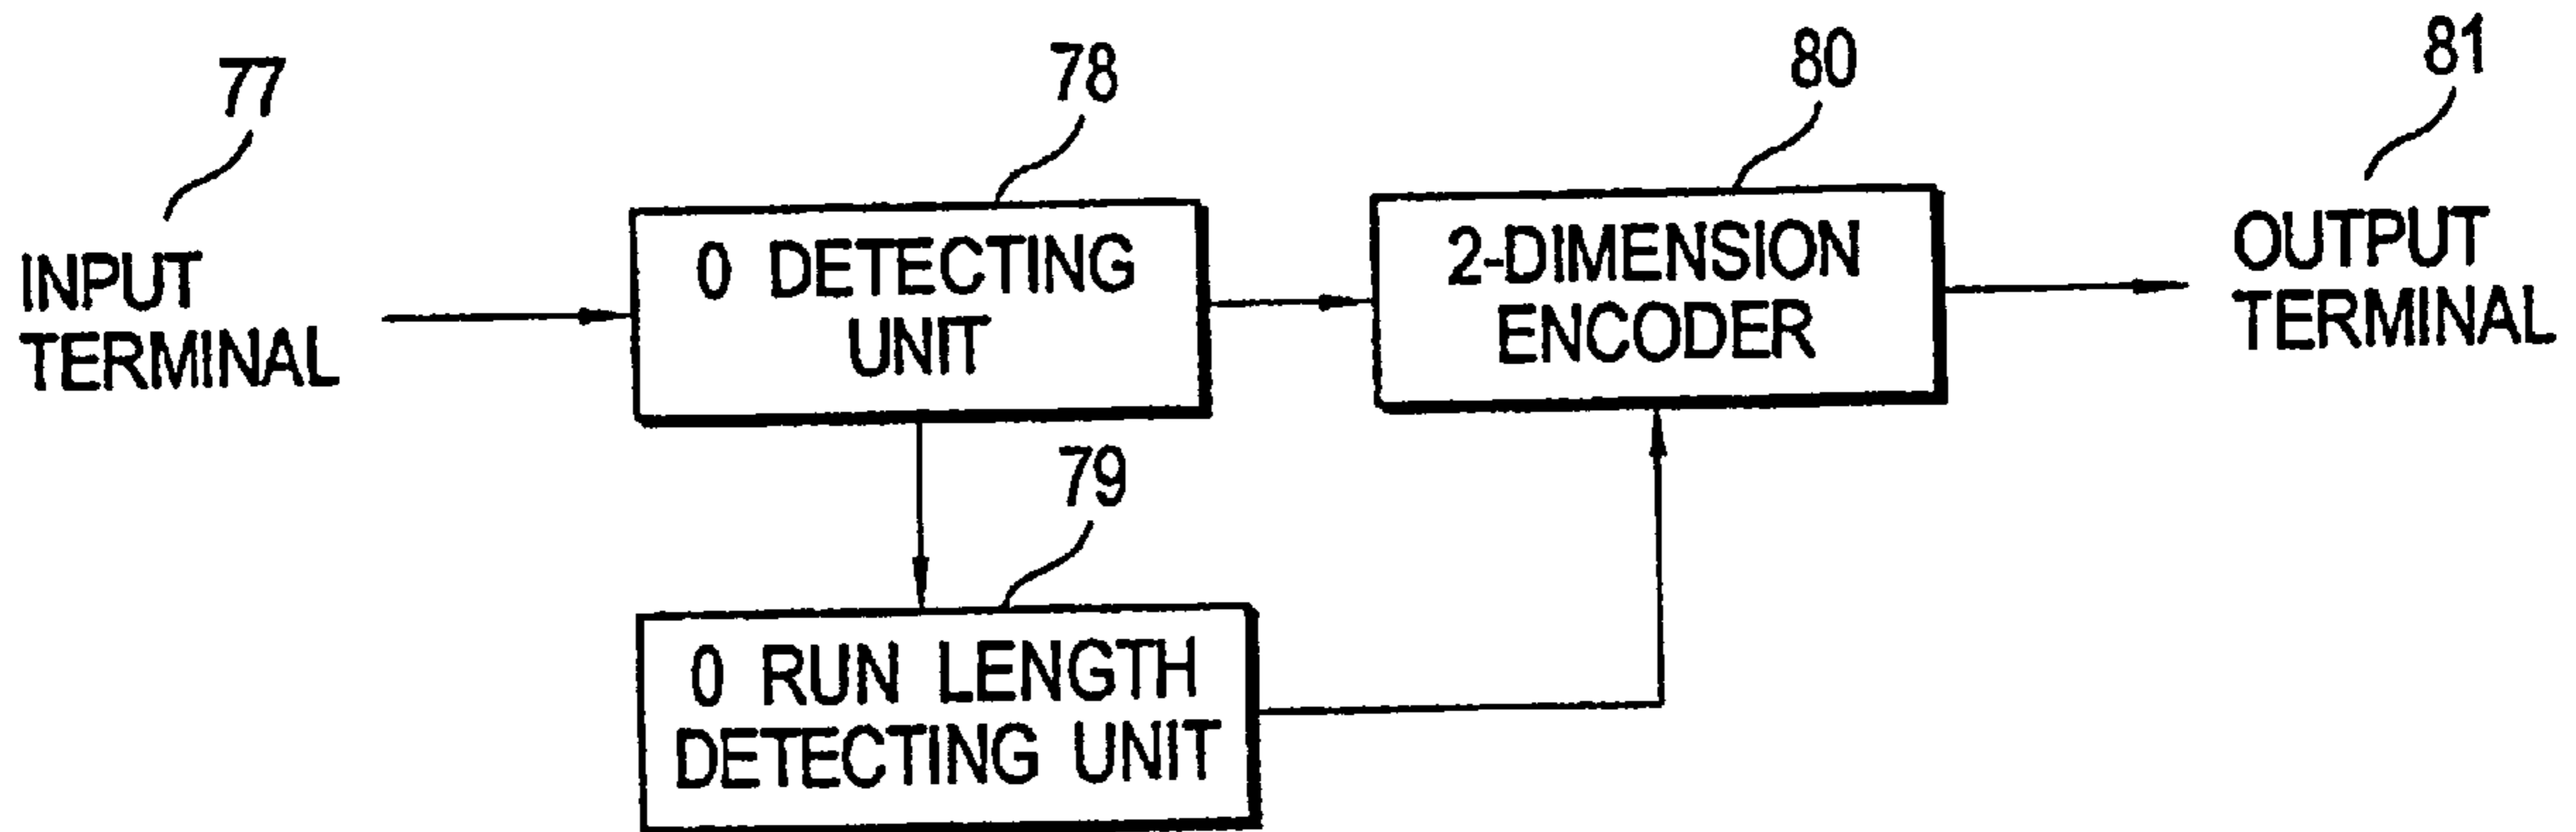 77
78
80
81
INPUT
TERMINAL
0 DETECTING
UNIT
2-DIMENSION
ENCODER
OUTPUT
TERMINAL
79
0 RUN LENGTH
DETECTING UNIT